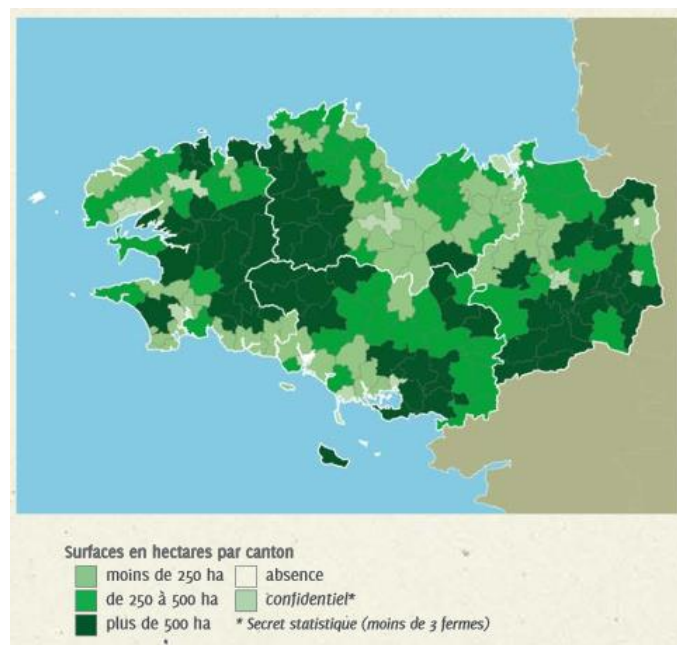 Surfaces en hectares par canton
moins de 250 ha
absence
de 250 à 500 ha
confidentiel*
plus de 500 ha
* Secret statistique (moins de 3 fermes)